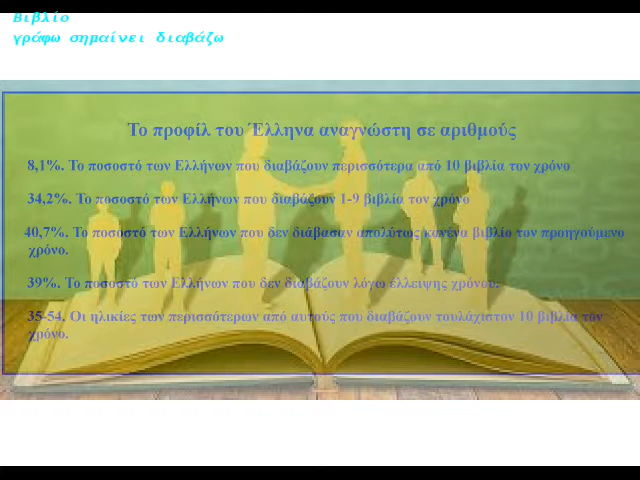 Βιβλίο
γράφω σημαίνει διαβάζω
Το προφίλ του Έλληνα αναγνώστη σε αριθμούς
8,1%. Το ποσοστό των Ελλήνων που διαβάζουν περισσότερα από 10 βιβλία τον χρόνο
34,2%. Το ποσοστό των Ελλήνων που διαβάζουν 1-9 βιβλία τον χρόνο
40,7%. Το ποσοστό των Ελλήνων που δεν διάβασαν απολύτως κανένα βιβλίο τον προηγούμενο
χρόνο.
39%. Το ποσοστό των Ελλήνων που δεν διαβάζουν λόγω έλλειψης χρόνου.
35-54. Οι ηλικίες των περισσότερων από αυτούς που διαβάζουν τουλάχιστον 10 βιβλία τον
χρόνο.